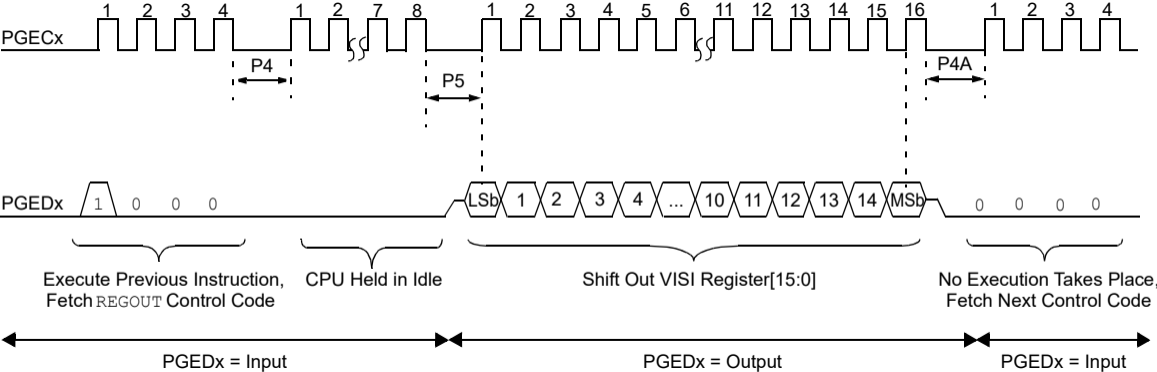 1 2 3 4 1 2 7 8 1 2 3 4 5 6 11 12 13 14 15 16 1 2 3 4
PGECx
P4 P5 P4A
PGEDx 1 0 0 0 LSb 1 2 3 4 ... 10 11 12 13 14 MSb 0 0 0 0
Execute Previous Instruction,
Fetch REGOUT Control Code
CPU Held in Idle
Shift Out VISI Register[15:0]
No Execution Takes Place,
Fetch Next Control Code
PGEDx = Input
PGEDx = Output
PGEDx = Input